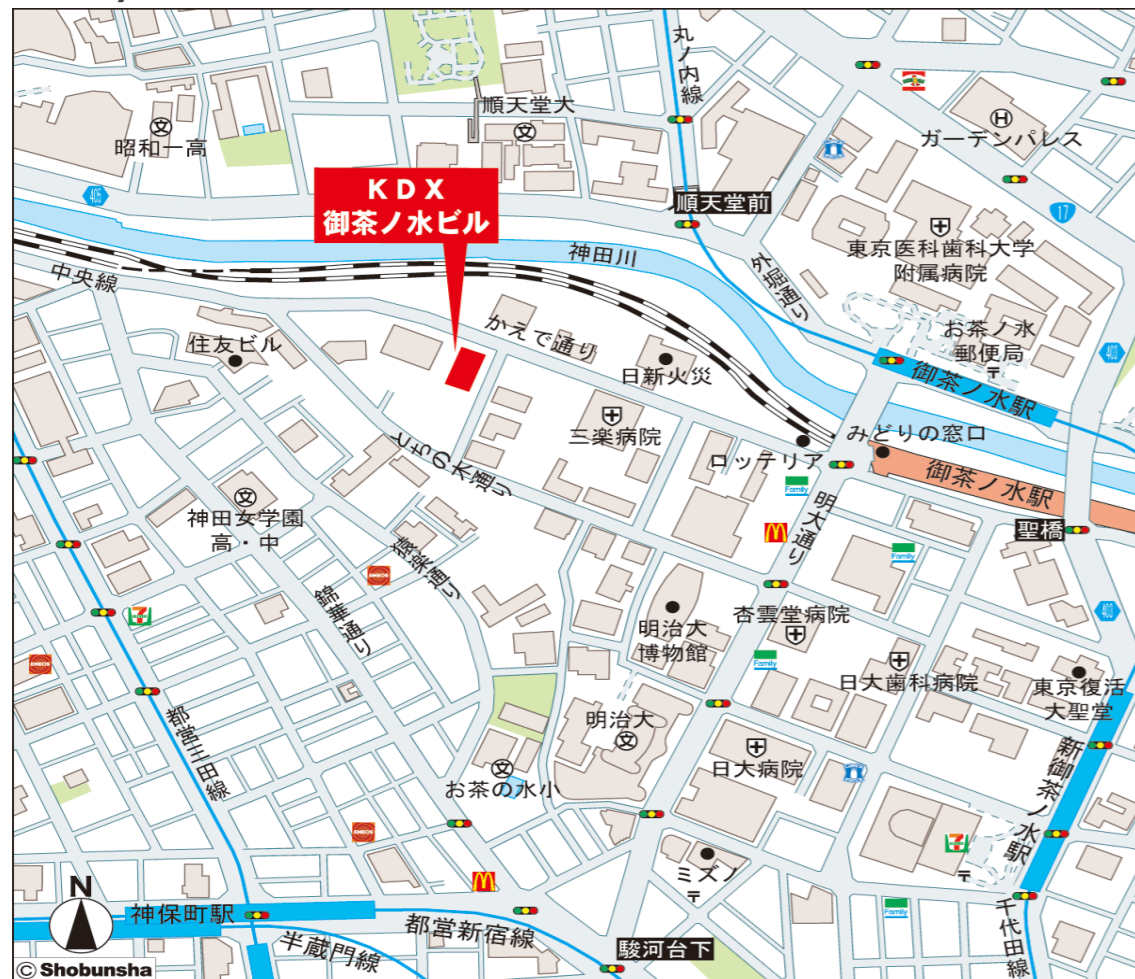 丸ノ内線
順天堂大
昭和一高
ガーデンパレス
405
KDX
御茶ノ水ビル
順天堂前
17
東京医科歯科大学
附属病院
神田川
外堀通り
中央線
お茶ノ水
郵便局
〒
403
かえで通り
住友ビル
日新火災
御茶ノ水駅
三楽病院
みどりの窓口
とちの木通り
ロッテリア
御茶ノ水駅
Family
明大通り
聖橋
神田女学園
高・中
猿楽通り
Family
ENEOS
錦華通り
403
明治大
博物館
杏雲堂病院
Family
日大歯科病院
東京復活
大聖堂
ENEOS
都営三田線
明治大
日大病院
新御茶ノ水駅
お茶の水小
ENEOS
ミズノ
〒
〒
N
神保町駅
都営新宿線
Family
千代田線
半蔵門線
駿河台下
© Shobunsha